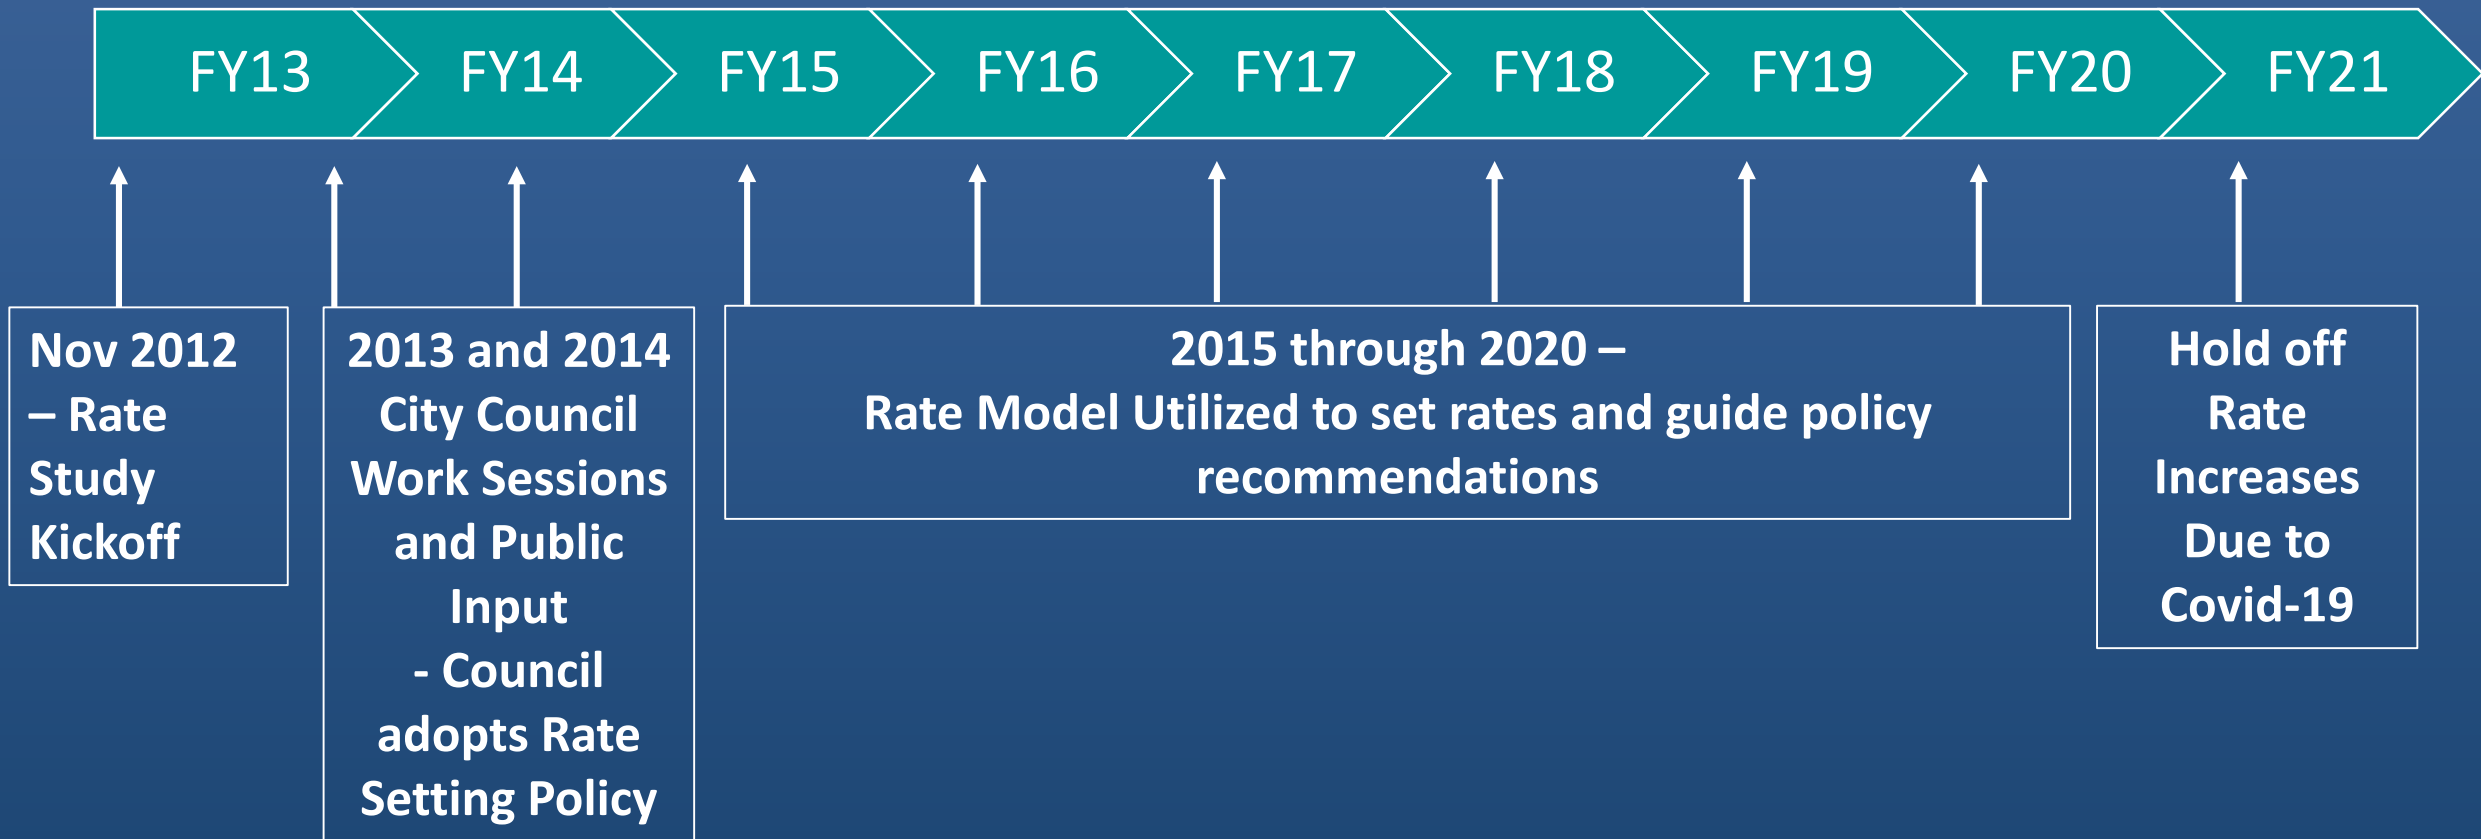 FY13 FY14 FY15 FY16 FY17 FY18 FY19 FY20 FY21
Nov 2012
– Rate
Study
Kickoff
2013 and 2014
City Council
Work Sessions
and Public
Input
- Council
adopts Rate
Setting Policy
2015 through 2020 –
Rate Model Utilized to set rates and guide policy
recommendations
Hold off
Rate
Increases
Due to
Covid-19